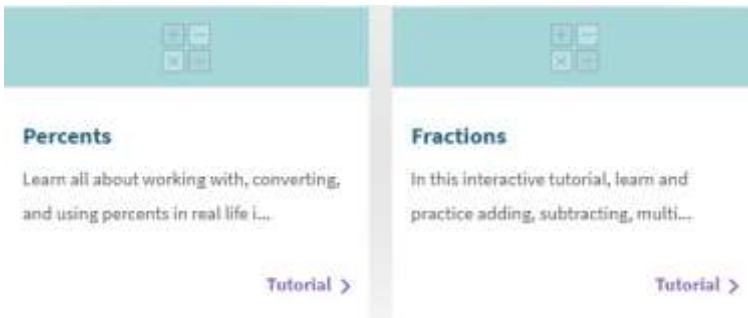 Percents
Learn all about working with, converting,
and using percents in real life i...
Tutorial >
Fractions
In this interactive tutorial, learn and
practice adding, subtracting, multi...
Tutorial >